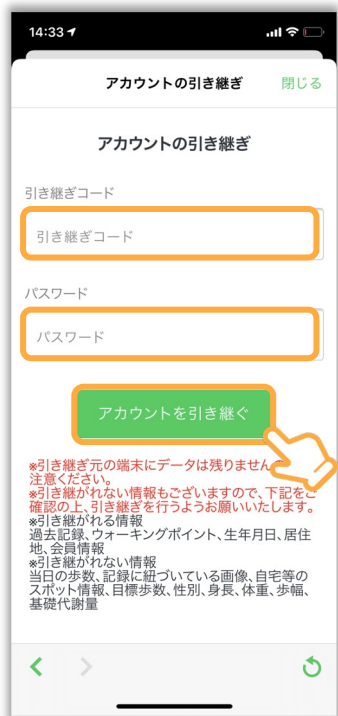 14:33
アカウントの引き継ぎ 閉じる
アカウントの引き継ぎ
引き継ぎコード
引き継ぎコード
パスワード
パスワード
アカウントを引き継ぐ
※引き継ぎ元の端末にデータは残りません
注意ください。
※引き継がれない情報もございますので、下記をご
確認の上、引き継ぎを行うようお願いいたします。
※引き継がれる情報
過去記録、ウォーキングポイント、生年月日、居住
地、会員情報
※引き継がれない情報
当日の歩数、記録に紐づいている画像、自宅等の
スポット情報、目標歩数、性別、身長、体重、歩幅、
基礎代謝量